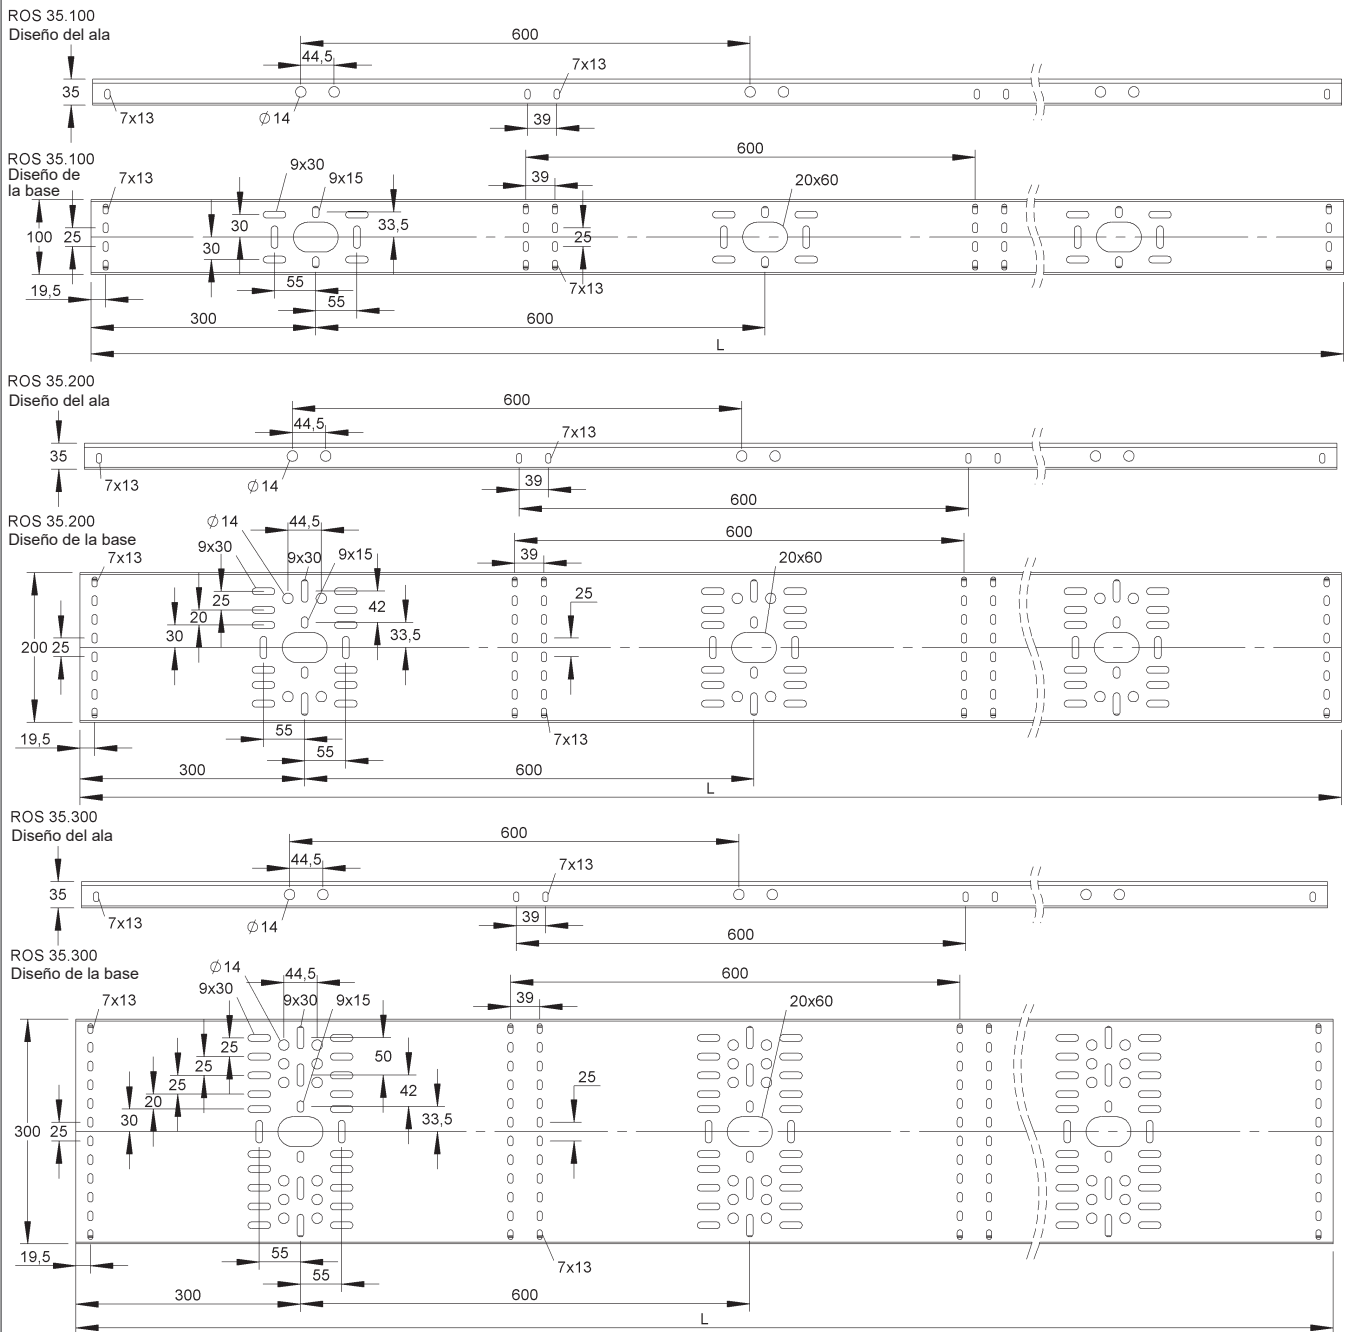 ROS 35.100
Diseño del ala
600
44,5
7x13
35
7x13
Ø14
39
ROS 35.100
Diseño de
la base
7x13
9x30
9x15
39
600
20x60
100
25
30
30
33,5
25
19,5
55
55
7x13
300
600
L
ROS 35.200
Diseño del ala
600
44,5
7x13
35
7x13
Ø14
39
600
ROS 35.200
Diseño de la base
Ø14
44,5
7x13
9x30
9x30
9x15
39
600
20x60
25
20
30
42
33,5
25
200
25
19,5
55
55
7x13
300
600
L
ROS 35.300
Diseño del ala
600
44,5
7x13
35
7x13
Ø14
39
600
ROS 35.300
Diseño de la base
Ø14
44,5
600
7x13
9x30
9x30
9x15
39
20x60
25
25
25
20
30
50
42
33,5
25
300
25
19,5
55
55
7x13
300
600
L